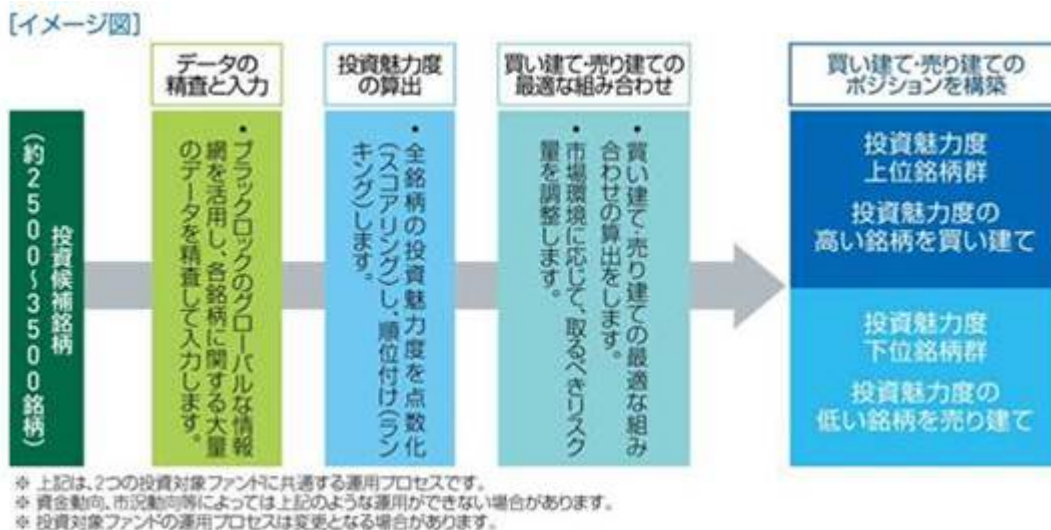 [イメージ図]
投資候補銘柄
(約2500~3500銘柄)
データの
精査と入力
• ブラックロックのグローバルな情報
網を活用し、各銘柄に関する大量
のデータを精査して入力します。
投資魅力度
の算出
• 全銘柄の投資魅力度を点数化
(スコアリング)し、順位付け(ラン
キング)します。
買い建て・売り建ての
最適な組み合わせ
• 買い建て・売り建ての最適な組み
合わせの算出をします。
• 市場環境に応じて、取るべきリスク
量を調整します。
買い建て・売り建ての
ポジションを構築
投資魅力度
上位銘柄群
投資魅力度の
高い銘柄を買い建て
投資魅力度
下位銘柄群
投資魅力度の
低い銘柄を売り建て
※ 上記は、2つの投資対象ファンドに共通する運用プロセスです。
※ 資金動向、市況動向等によっては上記のような運用ができない場合があります。
※ 投資対象ファンドの運用プロセスは変更となる場合があります。